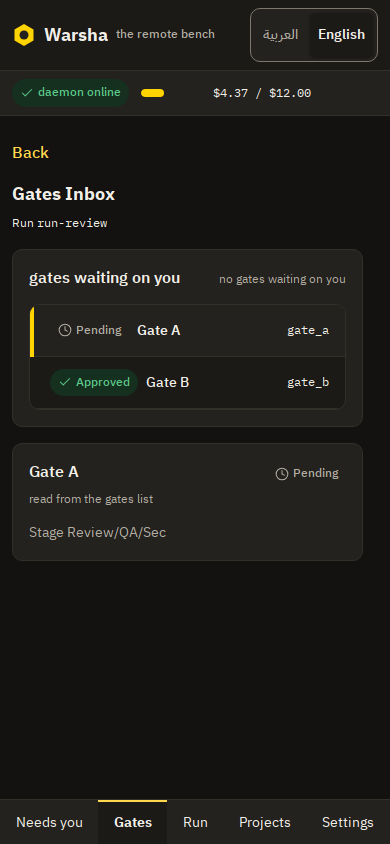 Warsha the remote bench العربية English
daemon online $4.37 / $12.00
Back
Gates Inbox
Run run-review
gates waiting on you no gates waiting on you
Pending Gate A gate_a
Approved Gate B gate_b
Gate A Pending
read from the gates list
Stage Review/QA/Sec
Needs you Gates Run Projects Settings